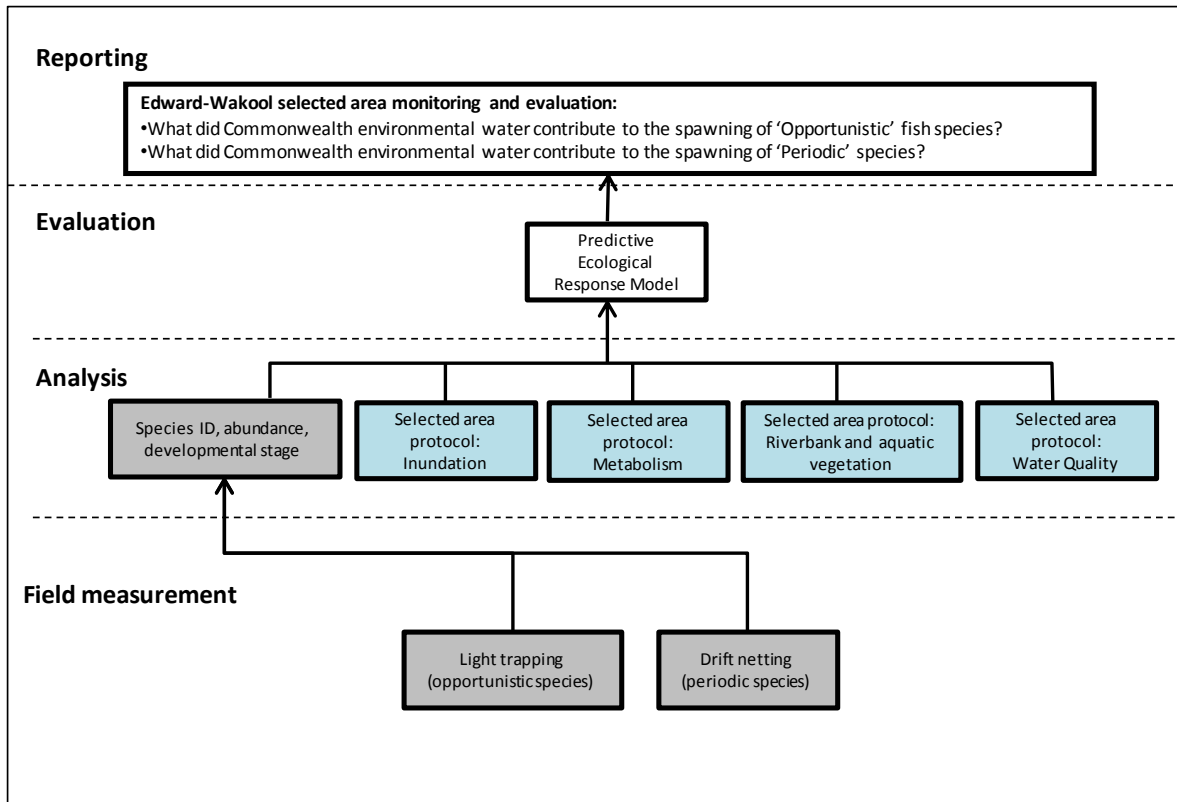 Reporting
Edward-Wakool selected area monitoring and evaluation:
•What did Commonwealth environmental water contribute to the spawning of ‘Opportunistic’ fish species?
•What did Commonwealth environmental water contribute to the spawning of ‘Periodic’ species?
Evaluation
Predictive
Ecological
Response Model
Analysis
Species ID, abundance,
developmental stage
Selected area
protocol:
Inundation
Selected area
protocol:
Metabolism
Selected area protocol:
Riverbank and aquatic
vegetation
Selected area
protocol:
Water Quality
Field measurement
Light trapping
(opportunistic species)
Drift netting
(periodic species)